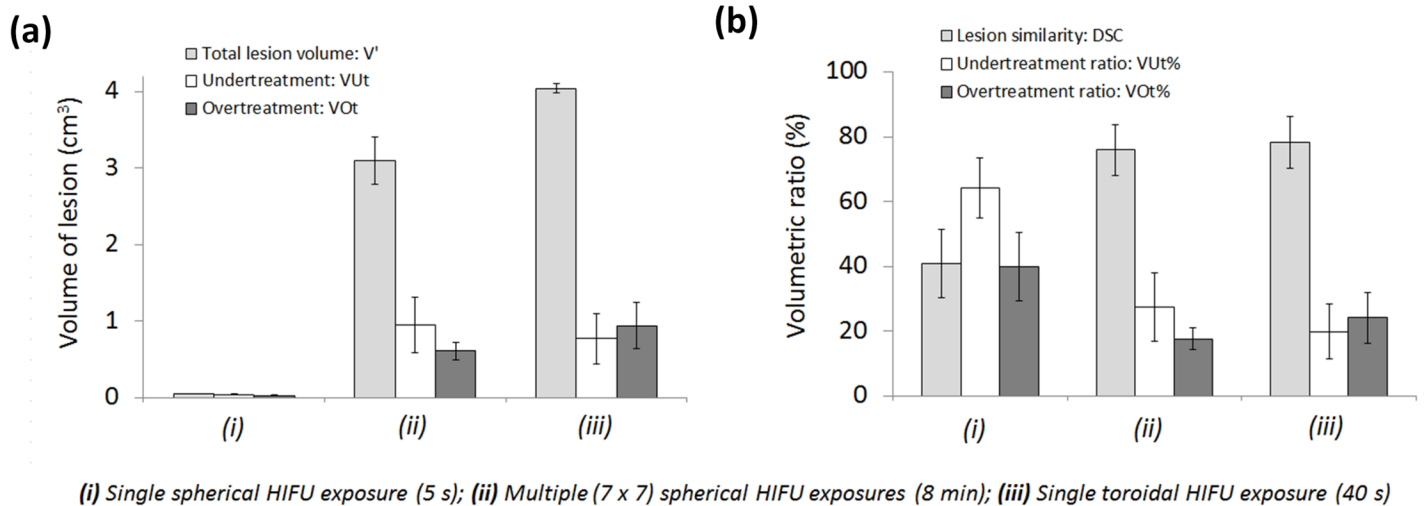 (a)
Total lesion volume: V'
Undertreatment: VUt
Overtreatment: VOt
Volume of lesion (cm³)
4
3
2
1
0
(i)
(ii)
(iii)
(b)
Lesion similarity: DSC
Undertreatment ratio: VUt%
Overtreatment ratio: VOt%
Volumetric ratio (%)
100
80
60
40
20
0
(i)
(ii)
(iii)
(i) Single spherical HIFU exposure (5 s); (ii) Multiple (7 x 7) spherical HIFU exposures (8 min); (iii) Single toroidal HIFU exposure (40 s)